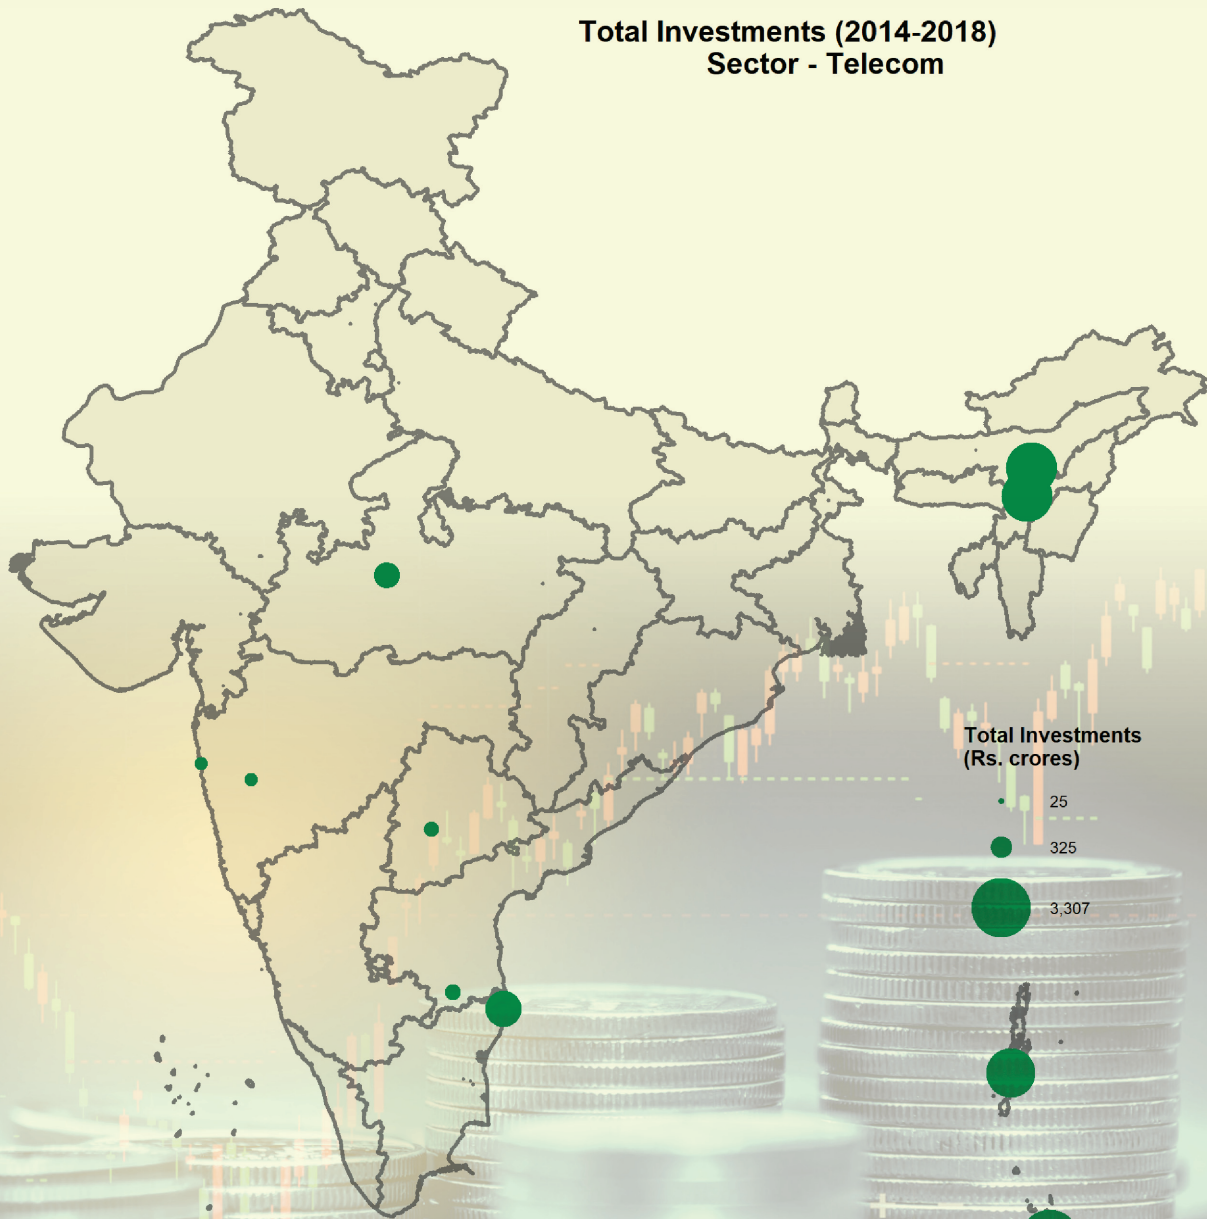 Total Investments (2014-2018)
Sector - Telecom
Total Investments
(Rs. crores)
25
325
3,307